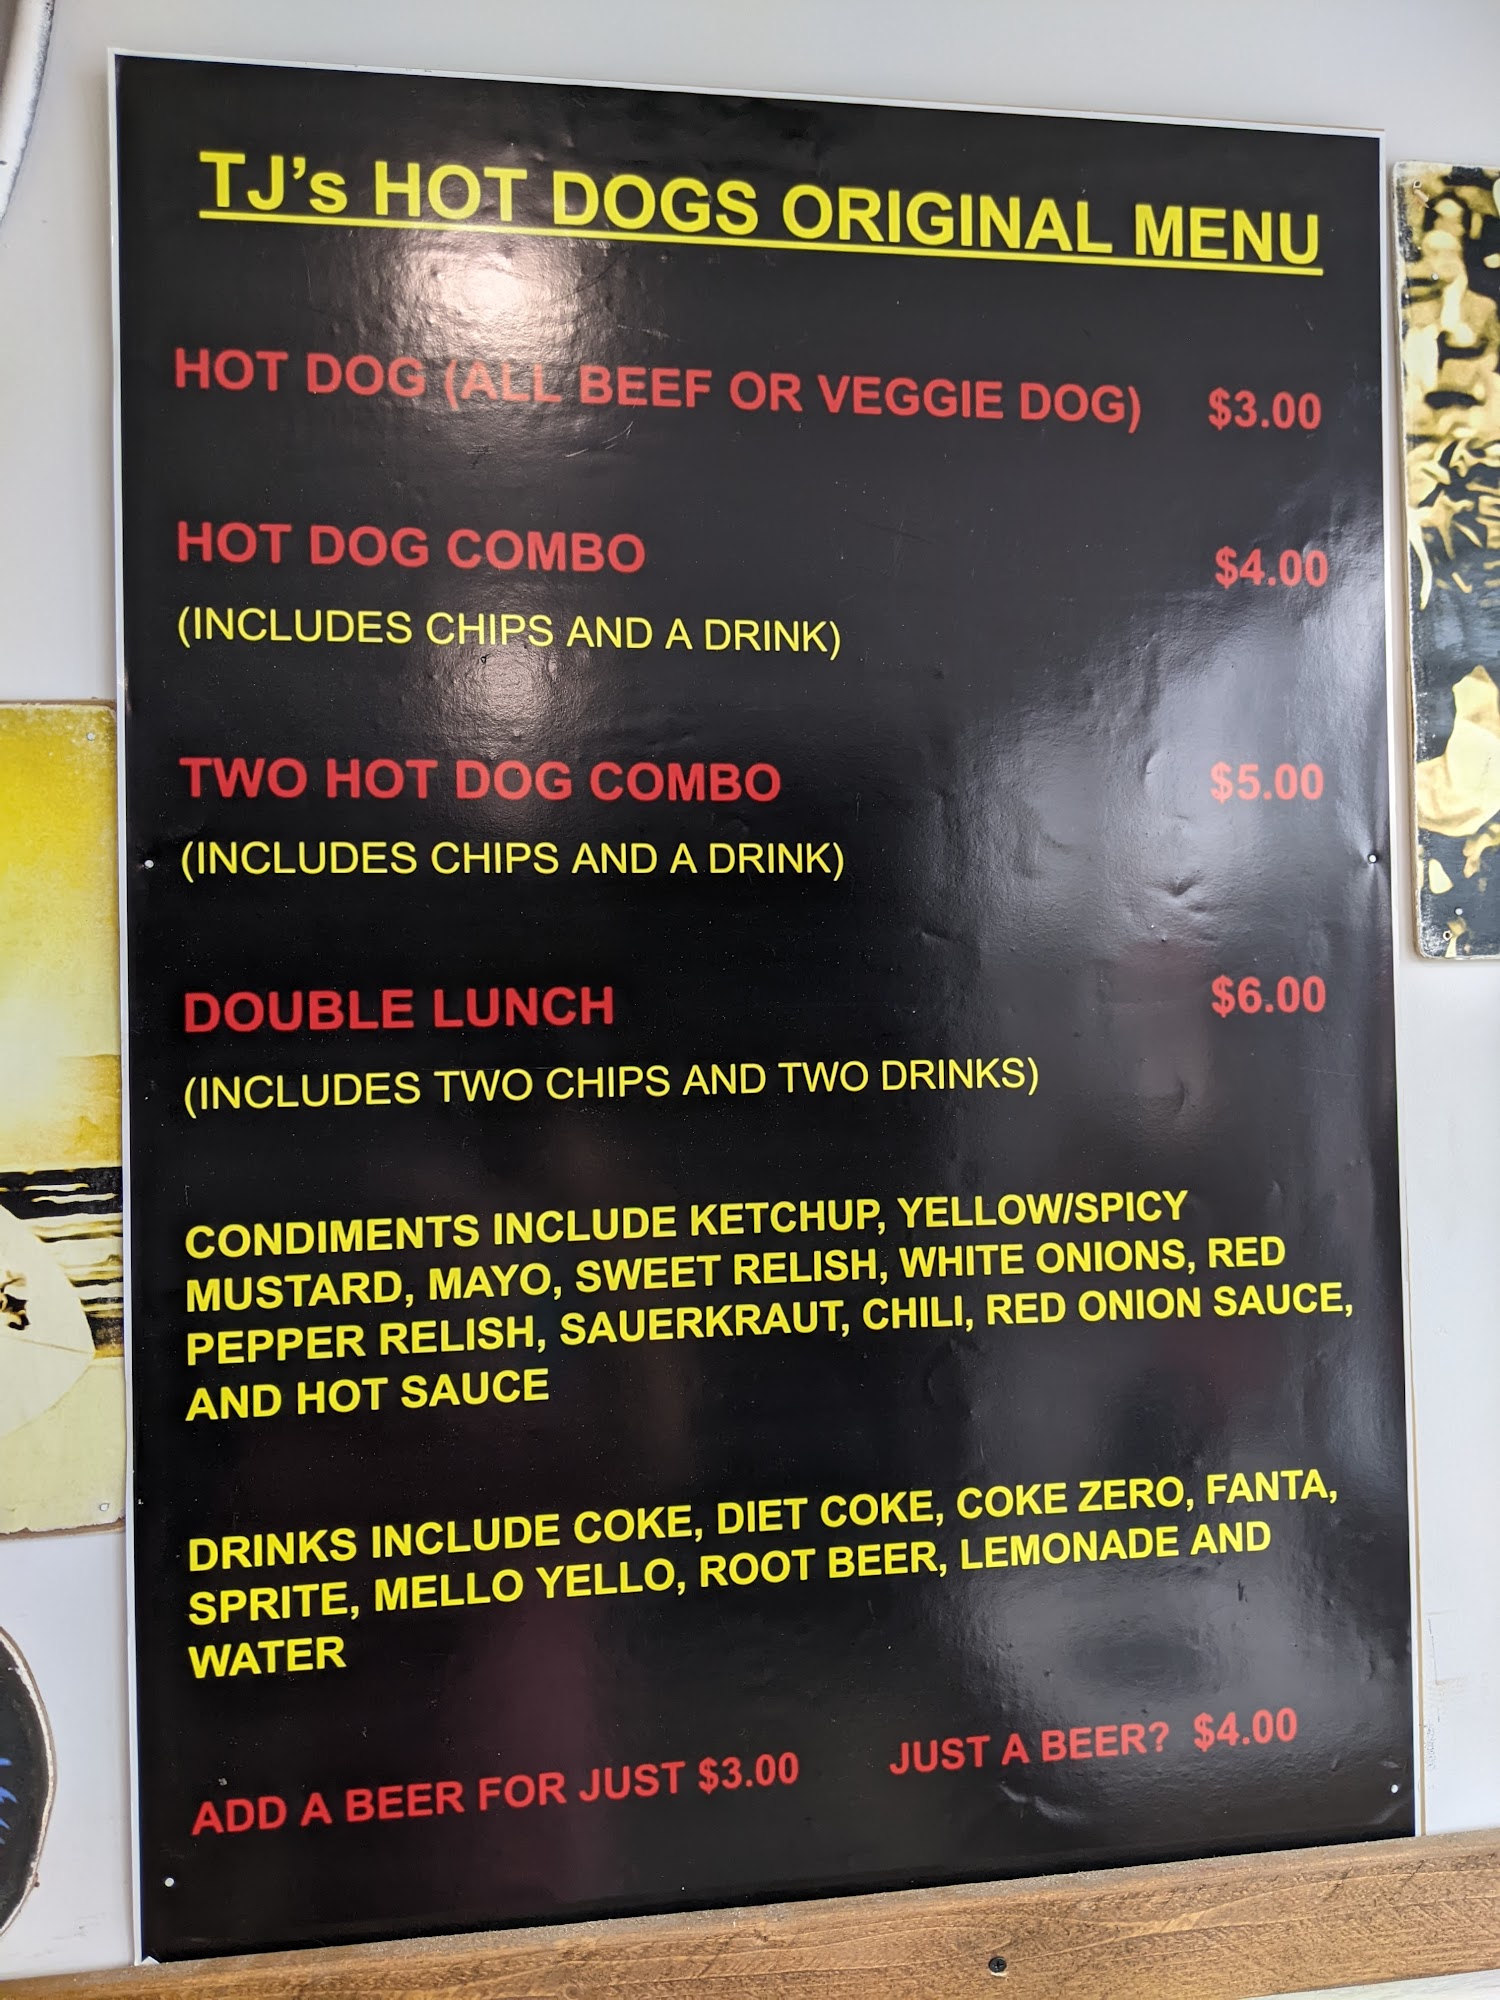 TJ's HOT DOGS ORIGINAL MENU
HOT DOG (ALL BEEF OR VEGGIE DOG) $3.00
HOT DOG COMBO $4.00
(INCLUDES CHIPS AND A DRINK)
TWO HOT DOG COMBO $5.00
(INCLUDES CHIPS AND A DRINK)
DOUBLE LUNCH $6.00
(INCLUDES TWO CHIPS AND TWO DRINKS)
CONDIMENTS INCLUDE KETCHUP, YELLOW/SPICY
MUSTARD, MAYO, SWEET RELISH, WHITE ONIONS, RED
PEPPER RELISH, SAUERKRAUT, CHILI, RED ONION SAUCE,
AND HOT SAUCE
DRINKS INCLUDE COKE, DIET COKE, COKE ZERO, FANTA,
SPRITE, MELLO YELLO, ROOT BEER, LEMONADE AND
WATER
ADD A BEER FOR JUST $3.00 JUST A BEER? $4.00